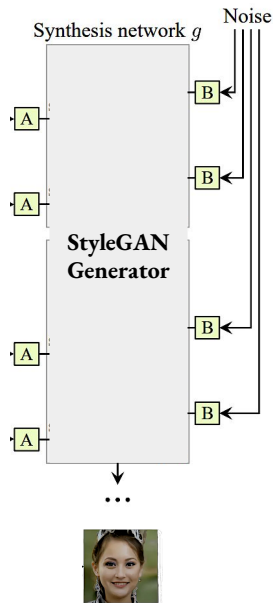 Noise
Synthesis network g
B
A
B
A
StyleGAN
Generator
B
A
B
A
...